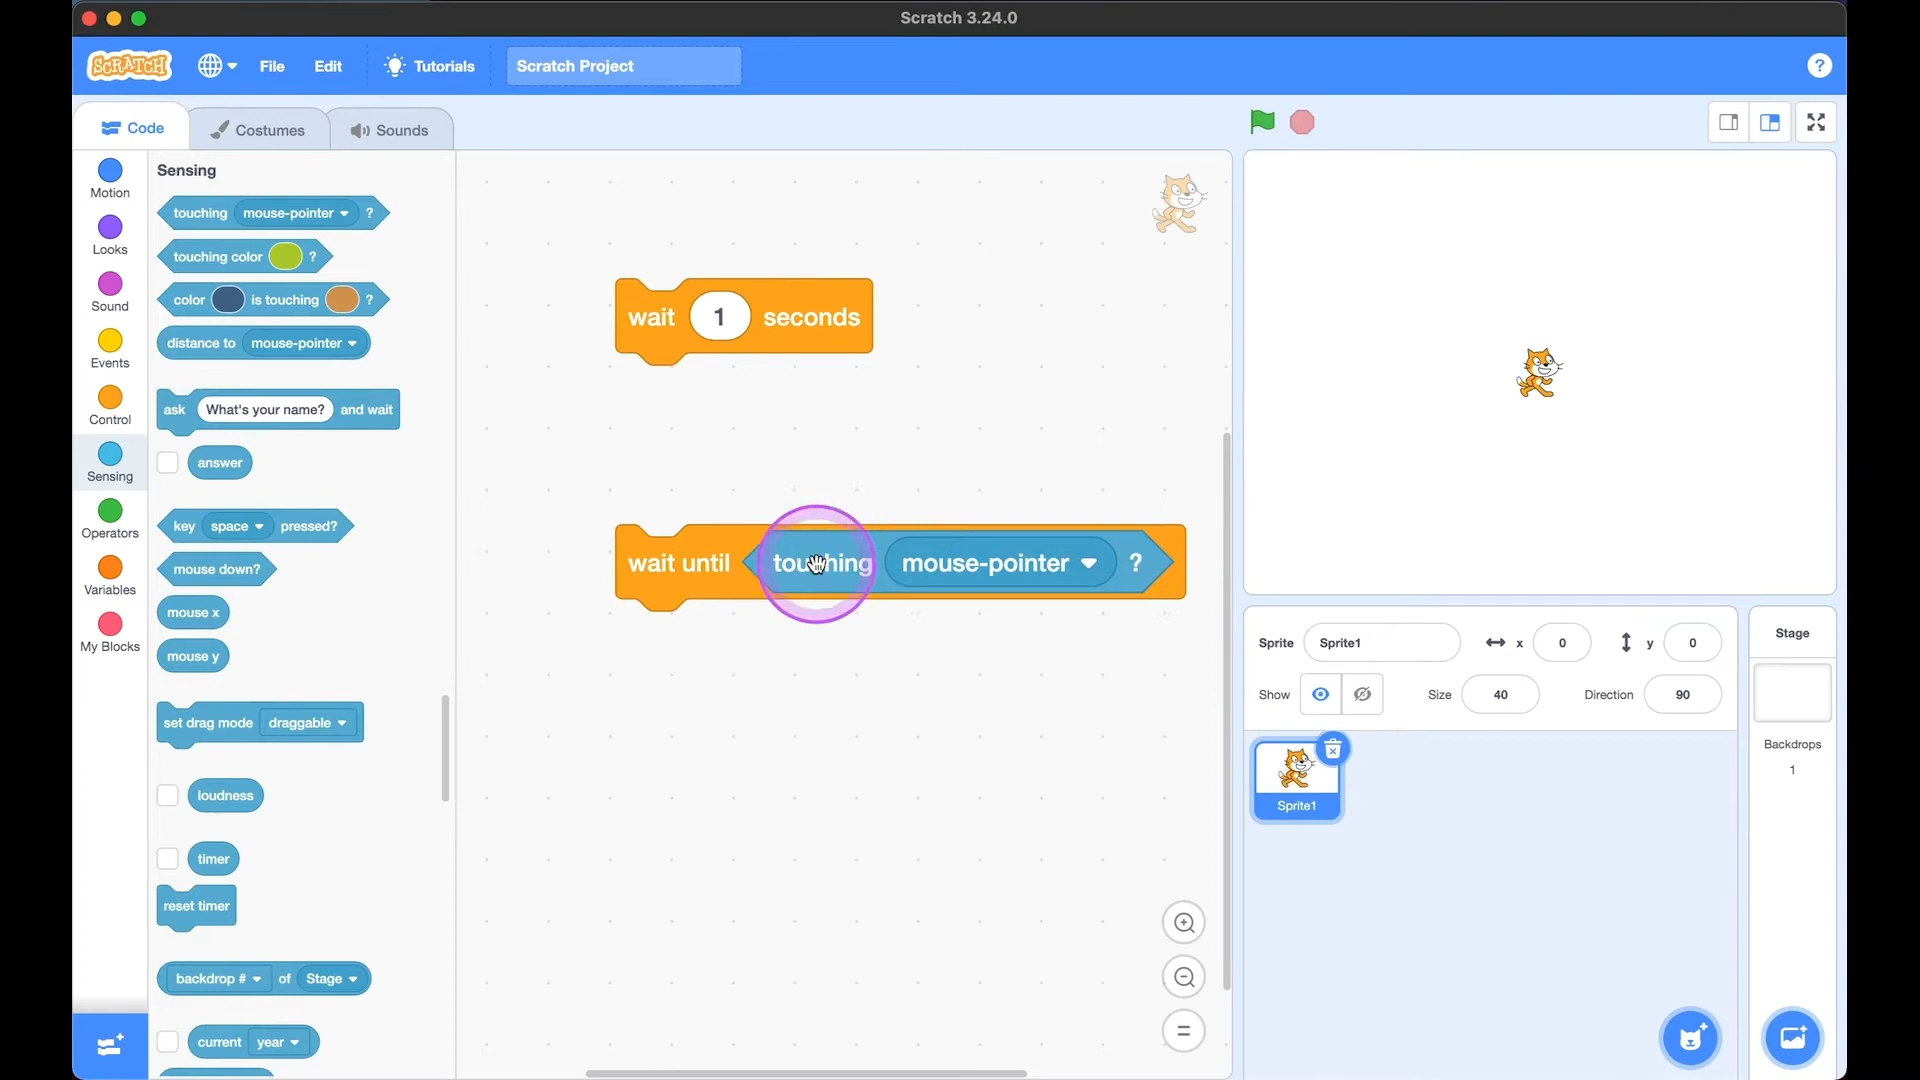 Scratch 3.24.0
SCRATCH
File
Edit
Tutorials
Scratch Project
?
Code
Costumes
Sounds
Motion
Looks
Sound
Events
Control
Sensing
Operators
Variables
My Blocks
Sensing
touching mouse-pointer ?
touching color ?
color is touching ?
distance to mouse-pointer
ask What's your name? and wait
answer
key space pressed?
mouse down?
mouse x
mouse y
set drag mode draggable
loudness
timer
reset timer
backdrop # of Stage
current year
wait 1 seconds
wait until touching mouse-pointer ?
Sprite Sprite1 x 0 y 0
Show Size 40 Direction 90
Sprite1
Stage
Backdrops
1